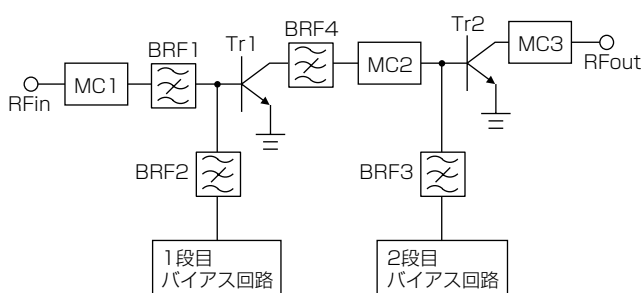 BRF1
Tr1
BRF4
Tr2
MC1
MC2
MC3
RFin
RFout
BRF2
BRF3
1段目
バイアス回路
2段目
バイアス回路